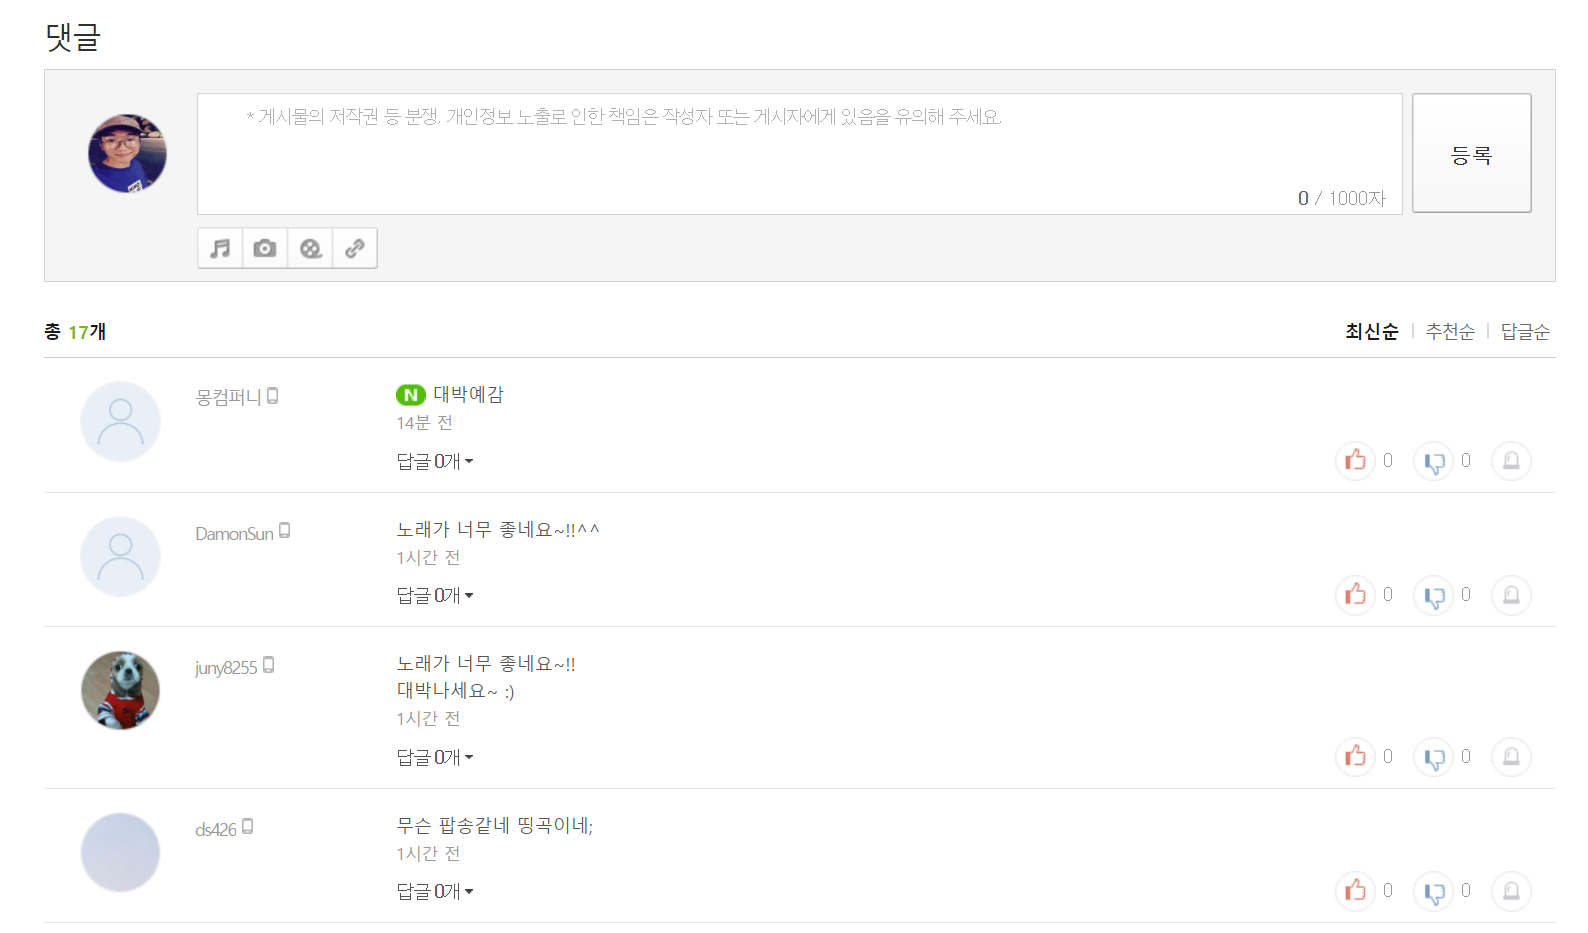 댓글
* 게시물의 저작권 등 분쟁, 개인정보 노출로 인한 책임은 작성자 또는 게시자에게 있음을 유의해 주세요.
0 / 1000자
등록
총 17개
최신순 추천순 답글순
몽컴퍼니
N 대박예감
14분 전
답글 0개
0 0
DamonSun
노래가 너무 좋네요~!!^^
1시간 전
답글 0개
0 0
juny8255
노래가 너무 좋네요~!!
대박나세요~ :)
1시간 전
답글 0개
0 0
ds426
무슨 팝송같네 띵곡이네;
1시간 전
답글 0개
0 0